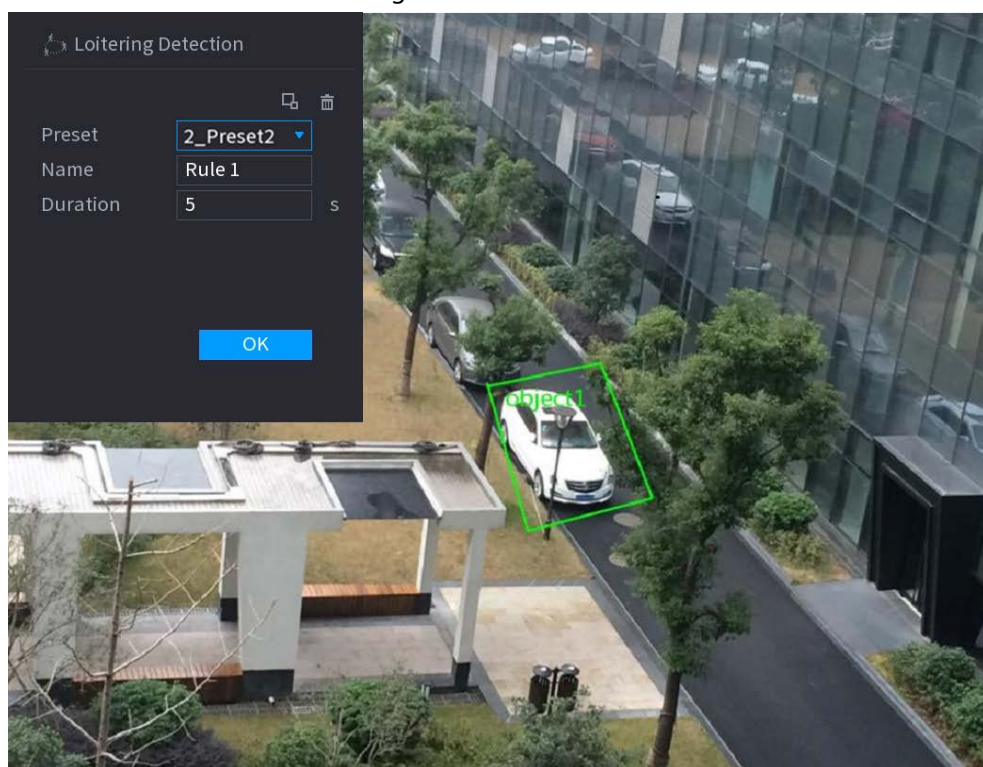 Loitering Detection
Preset 2_Preset2
Name Rule 1
Duration 5 s
OK
object1